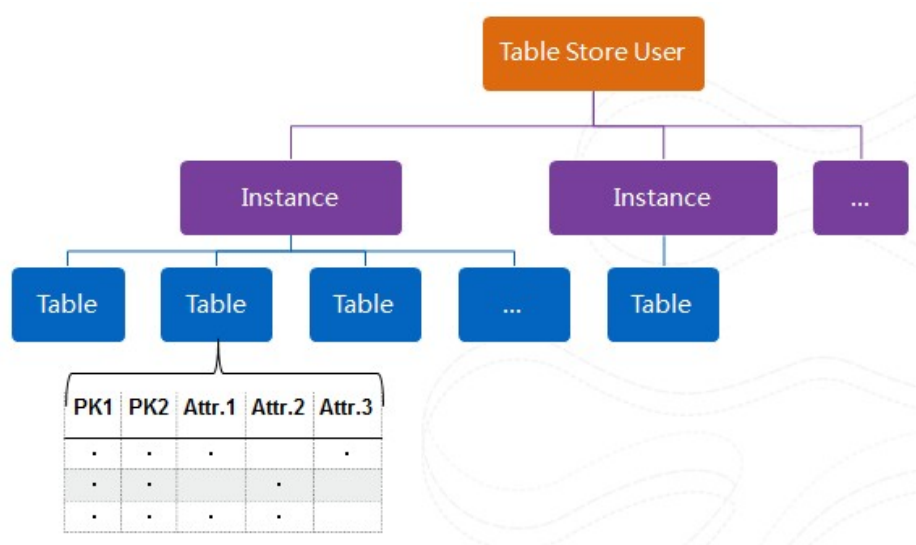 Table Store User
Instance Instance ...
Table Table Table ... Table
PK1 PK2 Attr.1 Attr.2 Attr.3